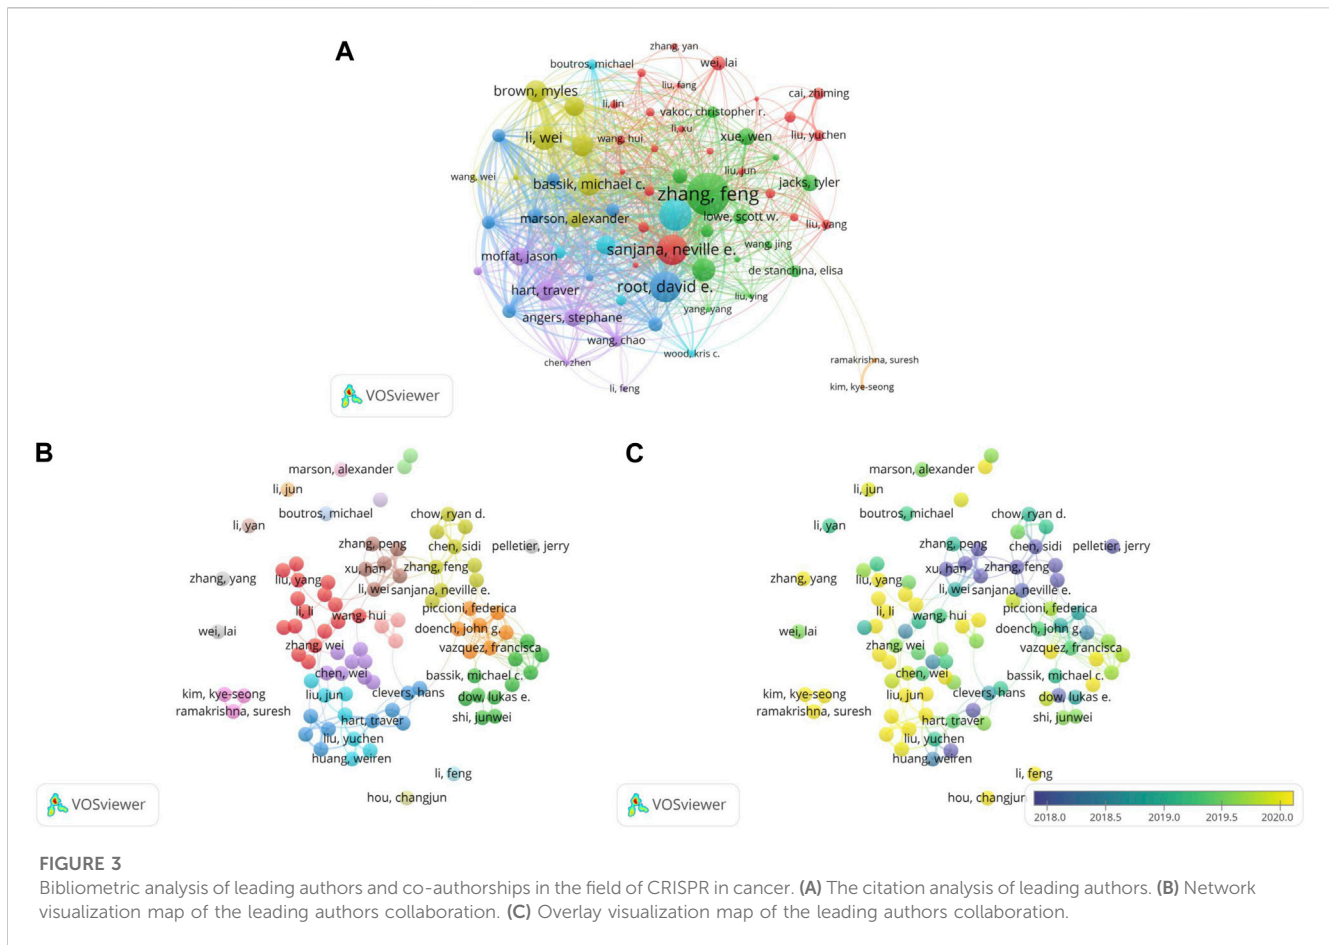 A
zhang, yan
boutros, michael
wei, lai
brown, myles
liu, fang
cai, zhiming
li, lin
vakoc, christopher r.
li, xu
li, wei
wang, hui
xue, wen
liu, yuchen
wang, wei
bassik, michael c.
liu, jun
jacks, tyler
zhang, feng
marson, alexander
lowe, scott w.
liu, yang
moffat, jason
sanjana, neville e.
wang, jing
de stanchina, elisa
hart, traver
root, david e.
liu, ying
yang, yang
angers, stephane
wang, chao
wood, kris c.
chen, zhen
ramakrishna, suresh
li, feng
kim, kye-seong
VOSviewer
B
marson, alexander
li, jun
boutros, michael
chow, ryan d.
li, yan
zhang, peng
chen, sidi
pelletier, jerry
xu, han
zhang, feng
zhang, yang
liu, yang
li, wei
sanjana, neville e.
li, li
wang, hui
piccioni, federica
wei, lai
doench, john g.
zhang, wei
vazquez, francisca
chen, wei
bassik, michael c.
kim, kye-seong
liu, jun
clevers, hans
dow, lukas e.
ramakrishna, suresh
hart, traver
shi, junwei
liu, yuchen
huang, weiren
li, feng
hou, changjun
VOSviewer
C
marson, alexander
li, jun
boutros, michael
chow, ryan d.
li, yan
zhang, peng
chen, sidi
pelletier, jerry
xu, han
zhang, feng
zhang, yang
liu, yang
li, wei
sanjana, neville e.
li, li
wang, hui
piccioni, federica
wei, lai
doench, john g.
zhang, wei
vazquez, francisca
chen, wei
bassik, michael c.
kim, kye-seong
liu, jun
clevers, hans
dow, lukas e.
ramakrishna, suresh
hart, traver
shi, junwei
liu, yuchen
huang, weiren
li, feng
hou, changjun
VOSviewer
2018.0 2018.5 2019.0 2019.5 2020.0
FIGURE 3
Bibliometric analysis of leading authors and co-authorships in the field of CRISPR in cancer. (A) The citation analysis of leading authors. (B) Network
visualization map of the leading authors collaboration. (C) Overlay visualization map of the leading authors collaboration.